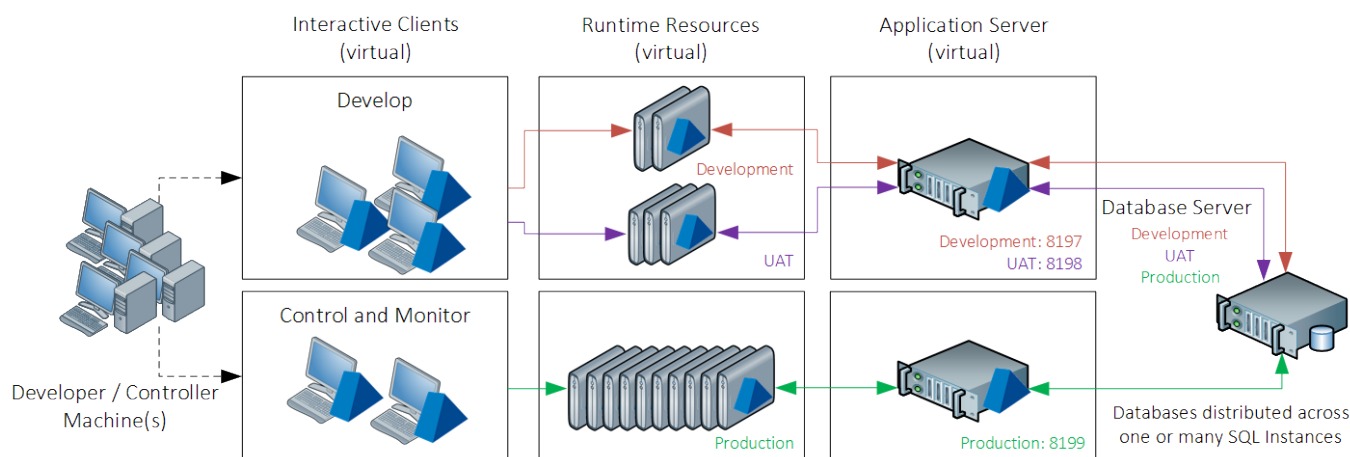 Interactive Clients
(virtual)
Runtime Resources
(virtual)
Application Server
(virtual)
Develop
Development
UAT
Development: 8197
UAT: 8198
Database Server
Development
UAT
Production
Control and Monitor
Production
Production: 8199
Developer / Controller
Machine(s)
Databases distributed across
one or many SQL Instances